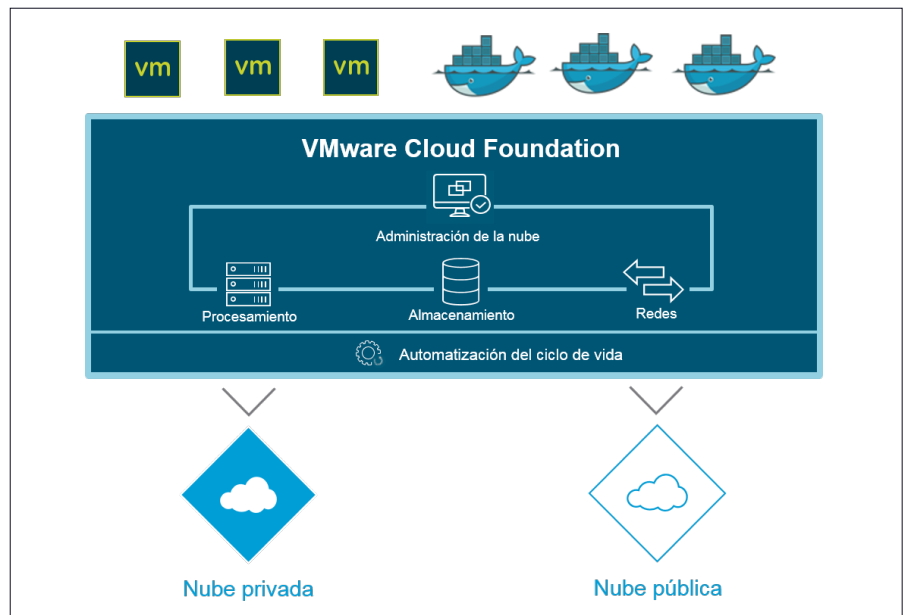 vm
vm
vm
VMware Cloud Foundation
Administración de la nube
Procesamiento
Almacenamiento
Redes
Automatización del ciclo de vida
Nube privada
Nube pública